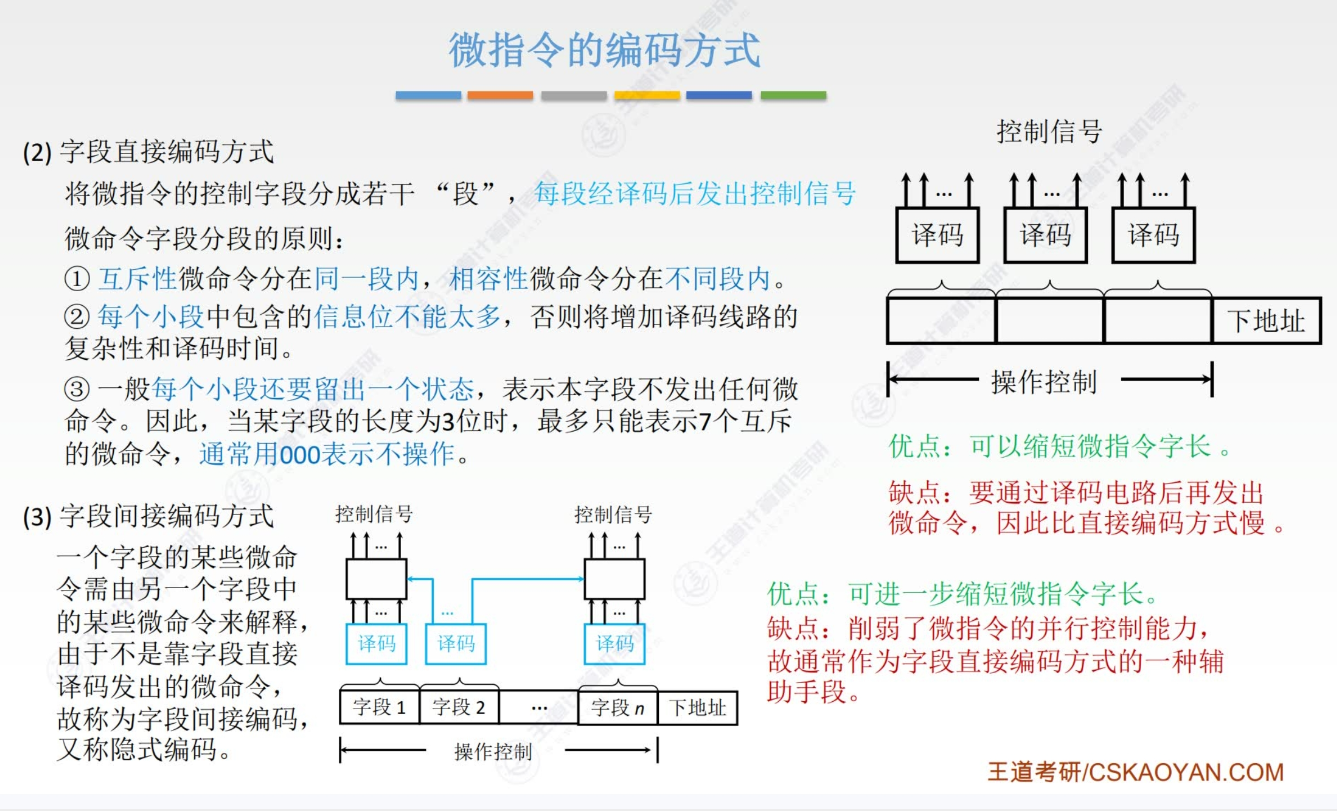 微指令的编码方式
(2) 字段直接编码方式
将微指令的控制字段分成若干 “段”，每段经译码后发出控制信号
微命令字段分段的原则：
① 互斥性微命令分在同一段内，相容性微命令分在不同段内。
② 每个小段中包含的信息位不能太多，否则将增加译码线路的
复杂性和译码时间。
③ 一般每个小段还要留出一个状态，表示本字段不发出任何微
命令。因此，当某字段的长度为3位时，最多只能表示7个互斥
的微命令，通常用000表示不操作。
控制信号
... ... ...
译码 译码 译码
下地址
操作控制
优点：可以缩短微指令字长 。
缺点：要通过译码电路后再发出
微命令，因此比直接编码方式慢 。
(3) 字段间接编码方式
一个字段的某些微命
令需由另一个字段中
的某些微命令来解释，
由于不是靠字段直接
译码发出的微命令，
故称为字段间接编码，
又称隐式编码。
控制信号 控制信号
... ...
... ... ...
译码 译码 译码
字段 1 字段 2 ... 字段 n 下地址
操作控制
优点：可进一步缩短微指令字长。
缺点：削弱了微指令的并行控制能力，
故通常作为字段直接编码方式的一种辅
助手段。
王道考研/CSKAOYAN.COM